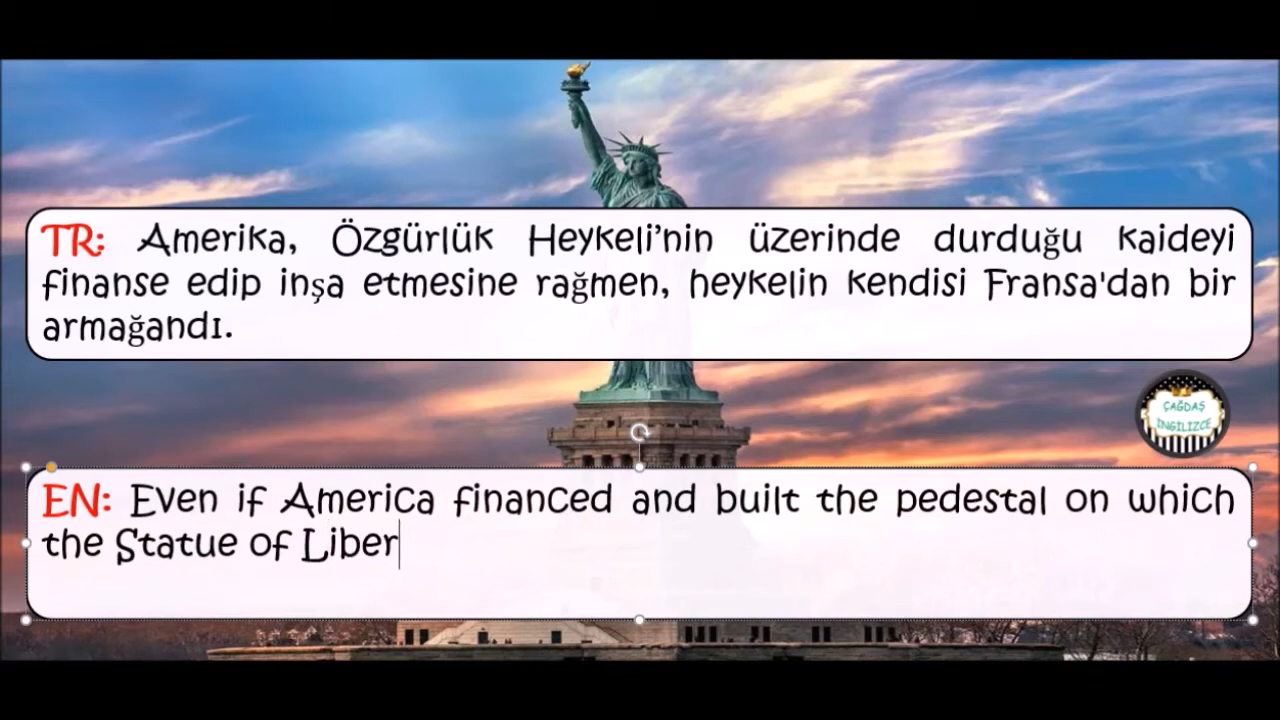 TR: Amerika, Özgürlük Heykeli’nin üzerinde durduğu kaideyi
finanse edip inşa etmesine rağmen, heykelin kendisi Fransa'dan bir
armağandı.
ÇAĞDAŞ
İNGİLİZCE
EN: Even if America financed and built the pedestal on which
the Statue of Liber